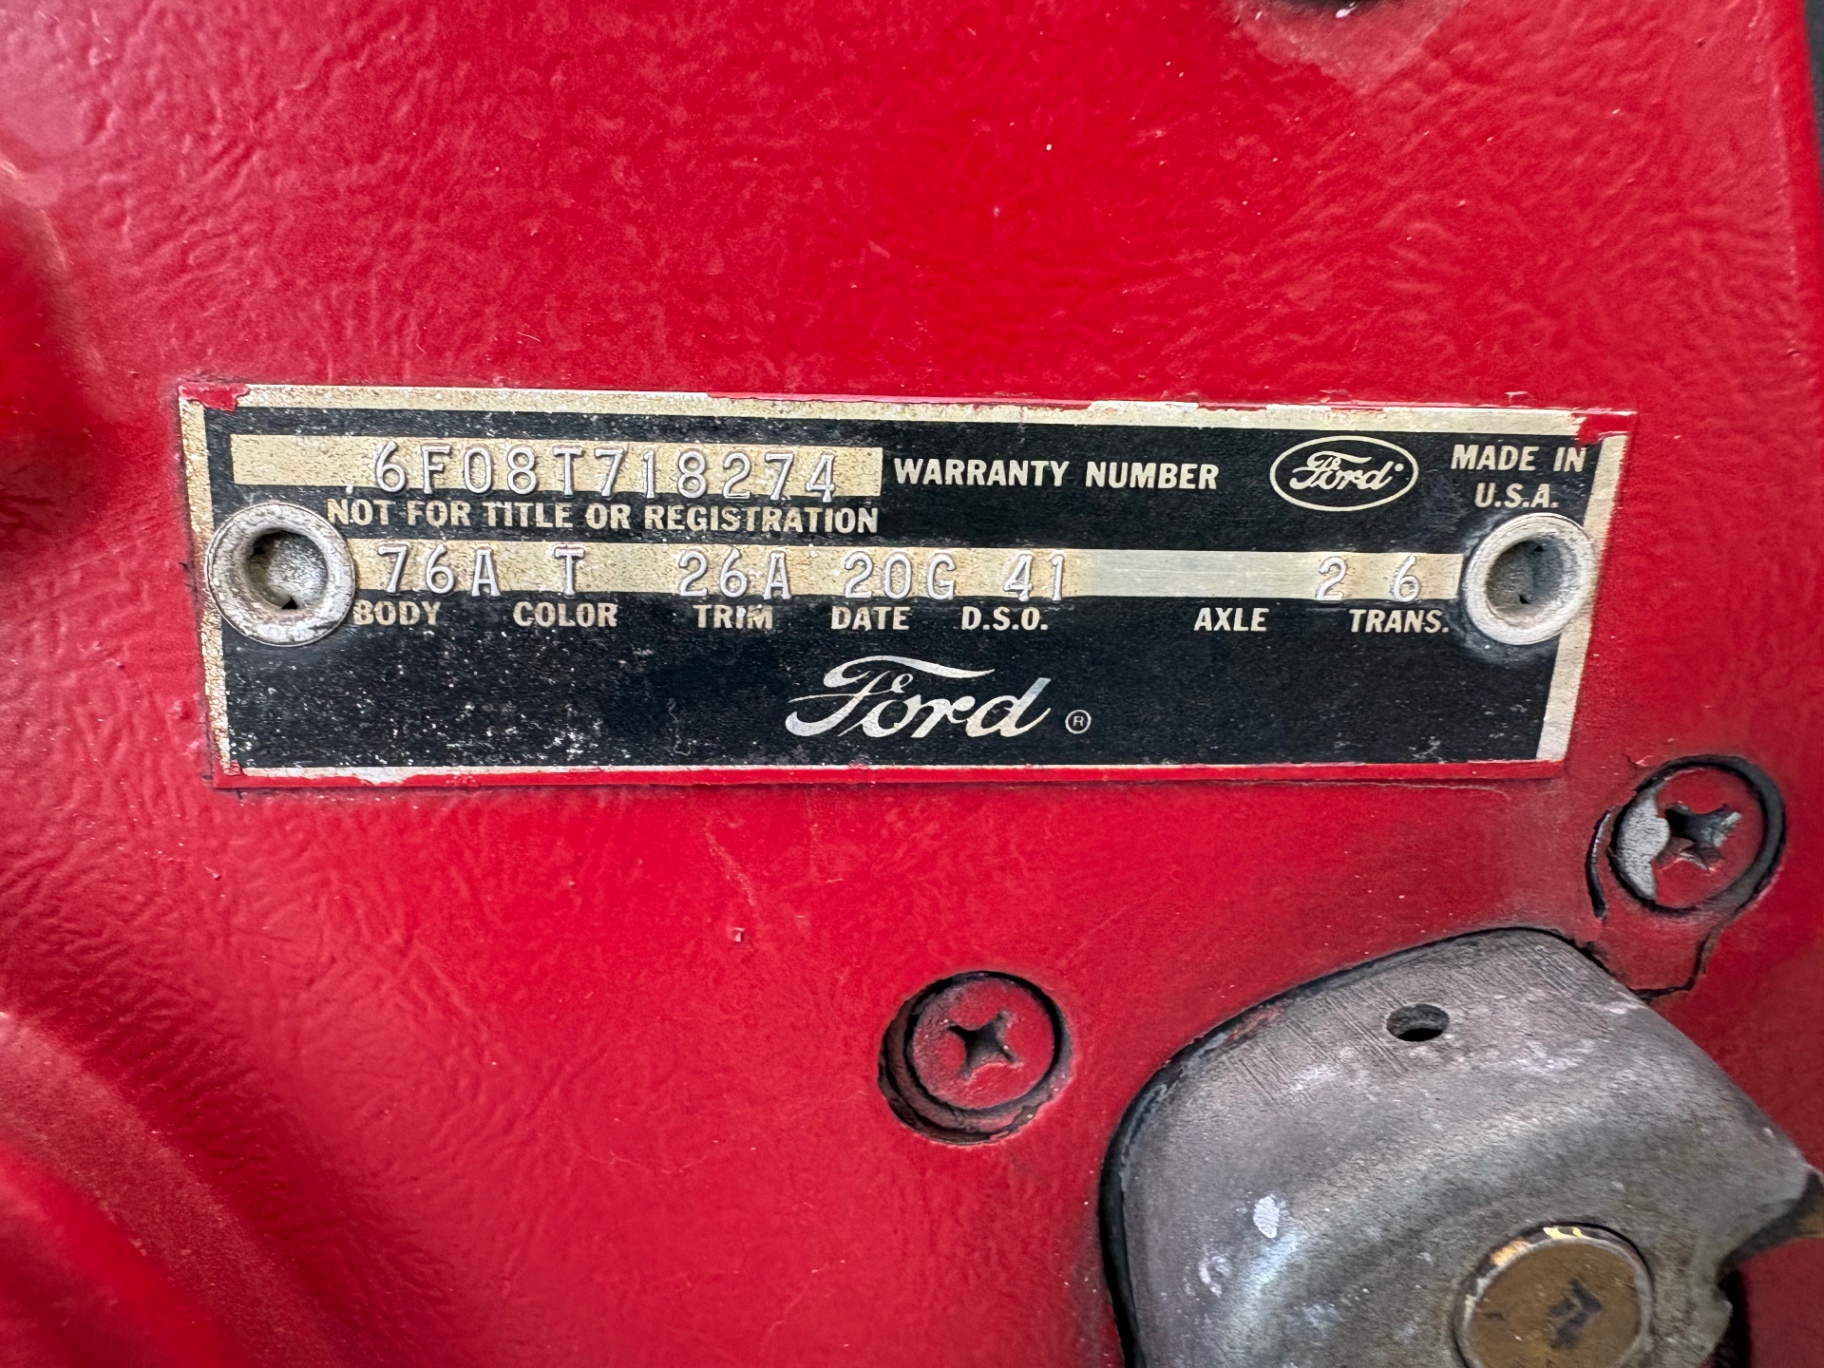 6F08T718274 WARRANTY NUMBER Ford MADE IN
U.S.A.
NOT FOR TITLE OR REGISTRATION
76A T 26A 20G 41 2 6
BODY COLOR TRIM DATE D.S.O. AXLE TRANS.
Ford ®